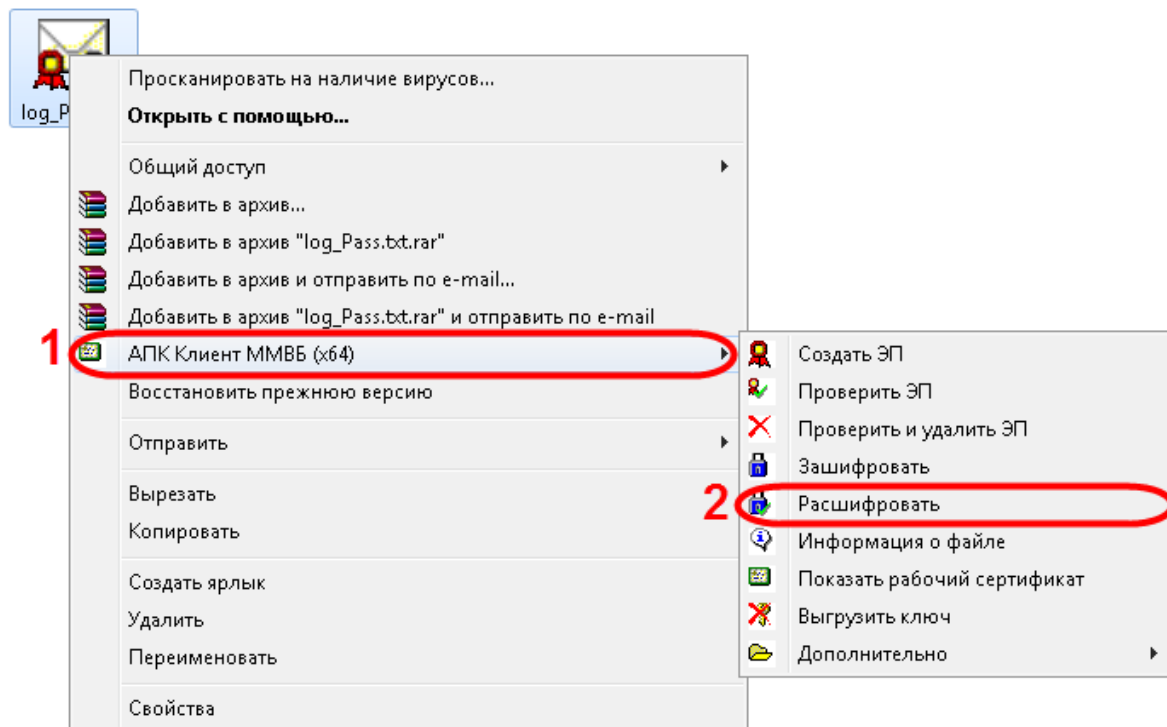 log_P
Просканировать на наличие вирусов...
Открыть с помощью...
Общий доступ
Добавить в архив...
Добавить в архив "log_Pass.txt.rar"
Добавить в архив и отправить по e-mail...
Добавить в архив "log_Pass.txt.rar" и отправить по e-mail
1 АПК Клиент ММВБ (x64)
Восстановить прежнюю версию
Отправить
Вырезать
Копировать
Создать ярлык
Удалить
Переименовать
Свойства
Создать ЭП
Проверить ЭП
Проверить и удалить ЭП
Зашифровать
2 Расшифровать
Информация о файле
Показать рабочий сертификат
Выгрузить ключ
Дополнительно